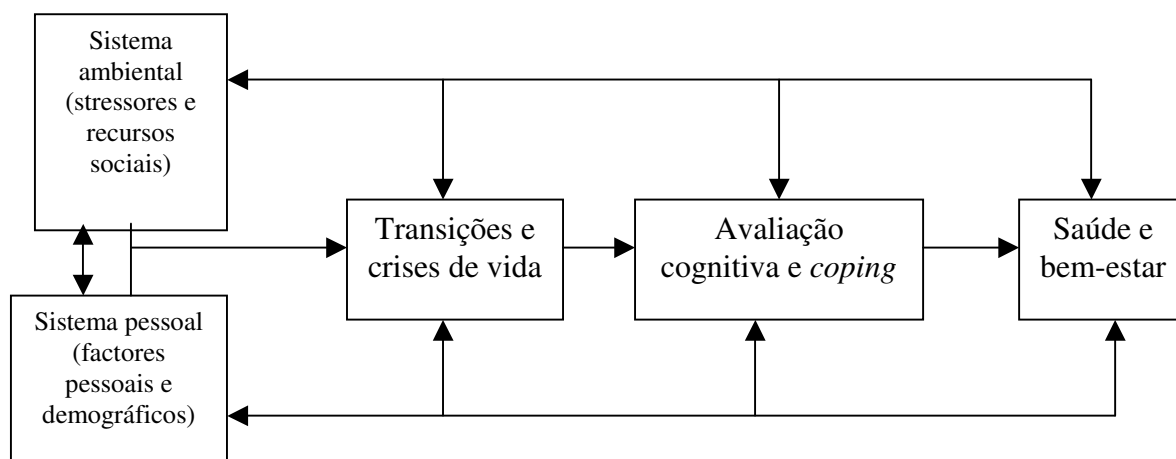 Sistema
ambiental
(stressores e
recursos
sociais)
Transições e
crises de vida
Avaliação
cognitiva e coping
Saúde e
bem-estar
Sistema pessoal
(factores
pessoais e
demográficos)